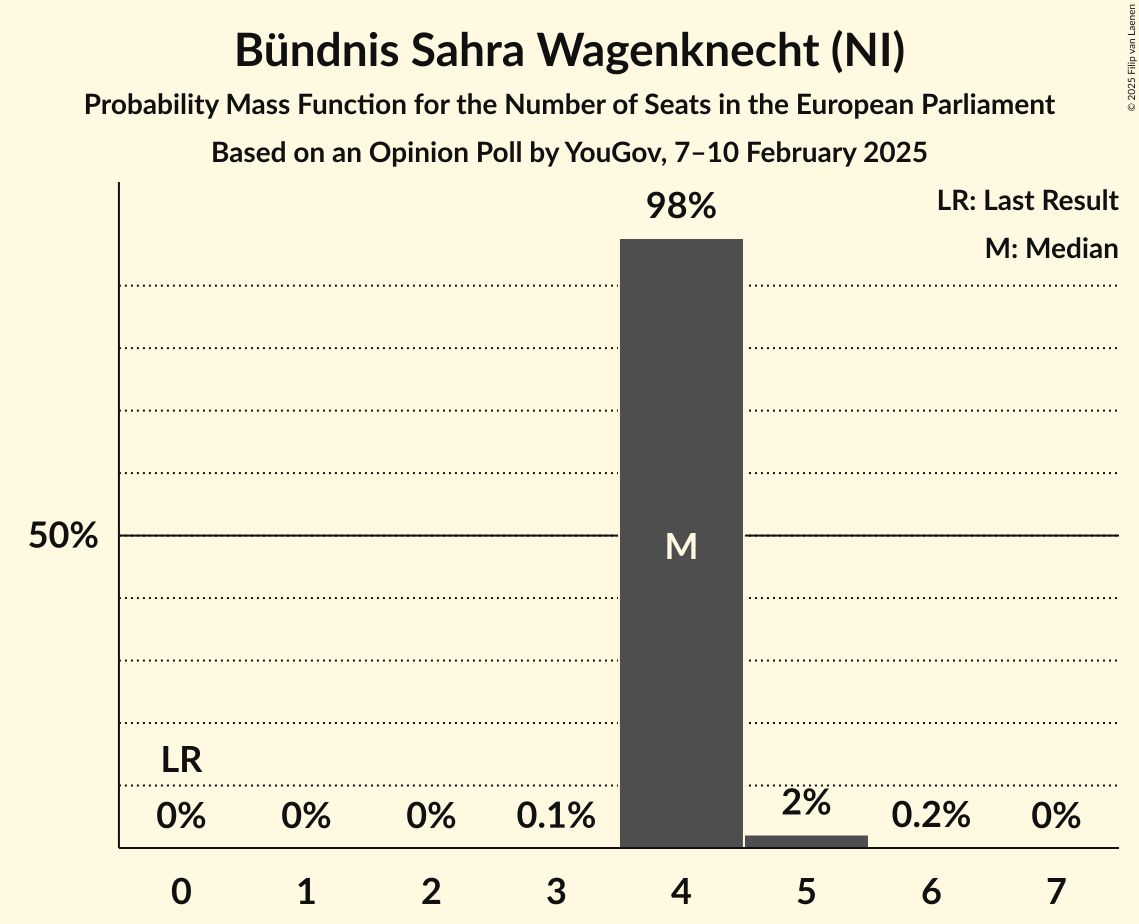 Bündnis Sahra Wagenknecht (NI)
Probability Mass Function for the Number of Seats in the European Parliament
Based on an Opinion Poll by YouGov, 7–10 February 2025
© 2025 Filip van Laenen
LR: Last Result
M: Median
98%
50%
M
LR
0% 0% 0% 0.1% 2% 0.2% 0%
0 1 2 3 4 5 6 7